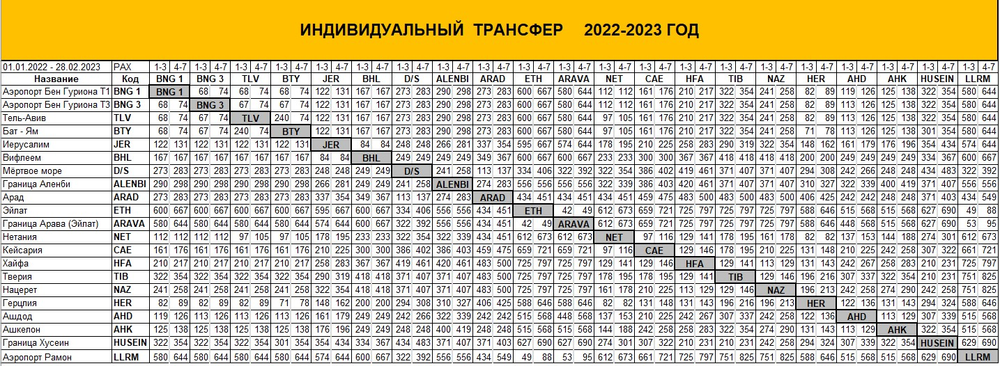 ИНДИВИДУАЛЬНЫЙ ТРАНСФЕР 2022-2023 ГОД
01.01.2022 - 28.02.2023 PAX 1-3 4-7 1-3 4-7 1-3 4-7 1-3 4-7 1-3 4-7 1-3 4-7 1-3 4-7 1-3 4-7 1-3 4-7 1-3 4-7 1-3 4-7 1-3 4-7 1-3 4-7 1-3 4-7 1-3 4-7 1-3 4-7 1-3 4-7 1-3 4-7 1-3 4-7 1-3 4-7 1-3 4-7
Название Код BNG 1 BNG 3 TLV BTY JER BHL D/S ALENBI ARAD ETH ARAVA NET CAE HFA TIB NAZ HER AHD AHK HUSEIN LLRM
Аэропорт Бен Гуриона Т1 BNG 1 BNG 1 68 74 68 74 68 74 122 131 167 167 273 283 290 298 273 283 600 667 580 644 112 112 161 176 210 217 322 354 241 258 82 89 119 126 125 138 322 354 580 644
Аэропорт Бен Гуриона Т3 BNG 3 68 74 BNG 3 67 74 67 74 122 131 167 167 273 283 290 298 273 283 600 667 580 644 112 112 161 176 210 217 322 354 241 258 82 89 113 126 125 138 322 354 580 644
Тель-Авив TLV 68 74 67 74 TLV 240 74 122 131 167 167 273 283 290 298 273 283 600 667 580 644 97 105 161 176 210 217 322 354 241 258 82 89 113 126 125 138 322 354 580 644
Бат - Ям BTY 68 74 67 74 240 74 BTY 122 131 167 167 273 283 290 298 273 283 600 667 580 644 97 105 161 176 210 217 322 354 241 258 71 78 113 126 125 138 301 354 580 644
Иерусалим JER 122 131 122 131 122 131 122 131 JER 84 84 248 248 266 281 337 354 595 667 574 644 178 195 210 225 258 283 290 319 322 354 148 162 161 179 176 196 354 434 574 644
Вифлеем BHL 167 167 167 167 167 167 167 167 84 84 BHL 249 249 249 249 349 367 600 667 600 667 233 233 300 300 367 367 418 418 418 418 200 200 249 249 249 249 334 367 600 667
Мёртвое море D/S 273 283 273 283 273 283 273 283 248 248 249 249 D/S 241 258 113 137 334 406 322 392 322 354 386 402 419 461 371 407 371 407 294 308 242 266 248 248 434 483 322 392
Граница Аленби ALENBI 290 298 290 298 290 298 290 298 266 281 249 249 241 258 ALENBI 274 283 556 556 556 556 322 339 386 403 420 461 371 407 371 407 310 327 322 339 400 419 371 407 556 556
Арад ARAD 273 283 273 283 273 283 273 283 337 354 349 367 113 137 274 283 ARAD 434 451 434 451 434 451 459 475 483 500 483 500 483 500 406 425 242 242 248 248 371 403 434 549
Эйлат ETH 600 667 600 667 600 667 600 667 595 667 600 667 334 406 556 556 434 451 ETH 42 49 612 673 659 721 725 797 725 797 725 797 588 646 515 568 515 568 627 690 49 88
Граница Арава (Эйлат) ARAVA 580 644 580 644 580 644 580 644 574 644 600 667 322 392 556 556 434 451 42 49 ARAVA 612 673 659 721 725 797 725 797 725 797 588 646 448 568 515 568 627 690 53 95
Нетания NET 112 112 112 112 97 105 97 105 178 195 233 233 322 354 322 339 434 451 612 673 612 673 NET 97 116 129 141 178 195 161 178 82 82 137 153 144 188 274 301 612 673
Кейсария CAE 161 176 161 176 161 176 161 176 210 225 300 300 386 402 386 403 459 475 659 721 659 721 97 116 CAE 129 146 178 195 210 225 131 148 210 225 242 258 307 322 661 721
Хайфа HFA 210 217 210 217 210 217 210 217 258 283 367 367 419 461 420 461 483 500 725 797 725 797 129 141 129 146 HFA 129 141 113 129 131 143 242 267 258 283 210 231 725 797
Тверия TIB 322 354 322 354 322 354 322 354 290 319 418 418 371 407 371 407 483 500 725 797 725 797 178 195 178 195 129 141 TIB 129 146 196 216 307 337 322 354 210 231 751 825
Нацерет NAZ 241 258 241 258 241 258 241 258 322 354 418 418 371 407 371 407 483 500 725 797 725 797 161 178 210 225 113 129 129 146 NAZ 196 213 242 258 274 290 242 258 751 825
Герцлия HER 82 89 82 89 82 89 71 78 148 162 200 200 294 308 310 327 406 425 588 646 588 646 82 82 131 148 131 143 196 216 196 213 HER 122 136 131 143 294 324 588 646
Ашдод AHD 119 126 113 126 113 126 113 126 161 179 249 249 242 266 322 339 242 242 515 568 448 568 137 153 210 225 242 267 307 337 242 258 122 136 AHD 113 129 307 339 515 568
Ашкелон AHK 125 138 125 138 125 138 125 138 176 196 249 249 248 248 400 419 248 248 515 568 515 568 144 188 242 258 258 283 322 354 274 290 131 143 113 129 AHK 322 354 515 568
Граница Хусеин HUSEIN 322 354 322 354 322 354 301 354 354 434 334 367 434 483 371 407 371 403 627 690 627 690 274 301 307 322 210 231 210 231 242 258 294 324 307 339 322 354 HUSEIN 629 690
Аэропорт Рамон LLRM 580 644 580 644 580 644 580 644 574 644 600 667 322 392 556 556 434 549 49 88 53 95 612 673 661 721 725 797 751 825 751 825 588 646 515 568 515 568 629 690 LLRM